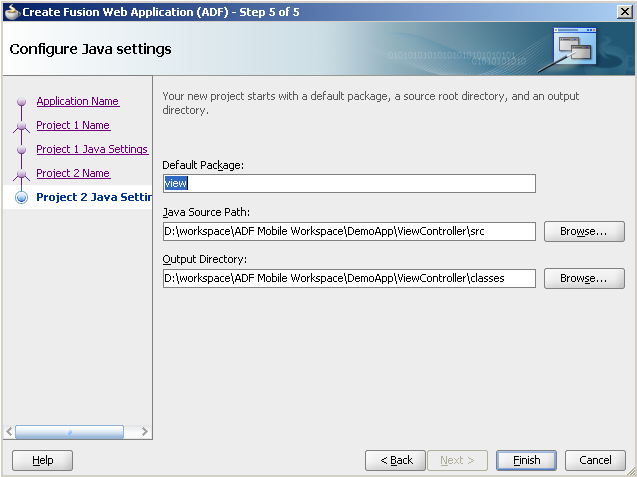 Create Fusion Web Application (ADF) - Step 5 of 5
Configure Java settings
Application Name
Project 1 Name
Project 1 Java Settings
Project 2 Name
Project 2 Java Settin
Your new project starts with a default package, a source root directory, and an output
directory.
Default Package:
view
Java Source Path:
D:\workspace\ADF Mobile Workspace\DemoApp\ViewController\src
Browse...
Output Directory:
D:\workspace\ADF Mobile Workspace\DemoApp\ViewController\classes
Browse...
Help
< Back
Next >
Finish
Cancel